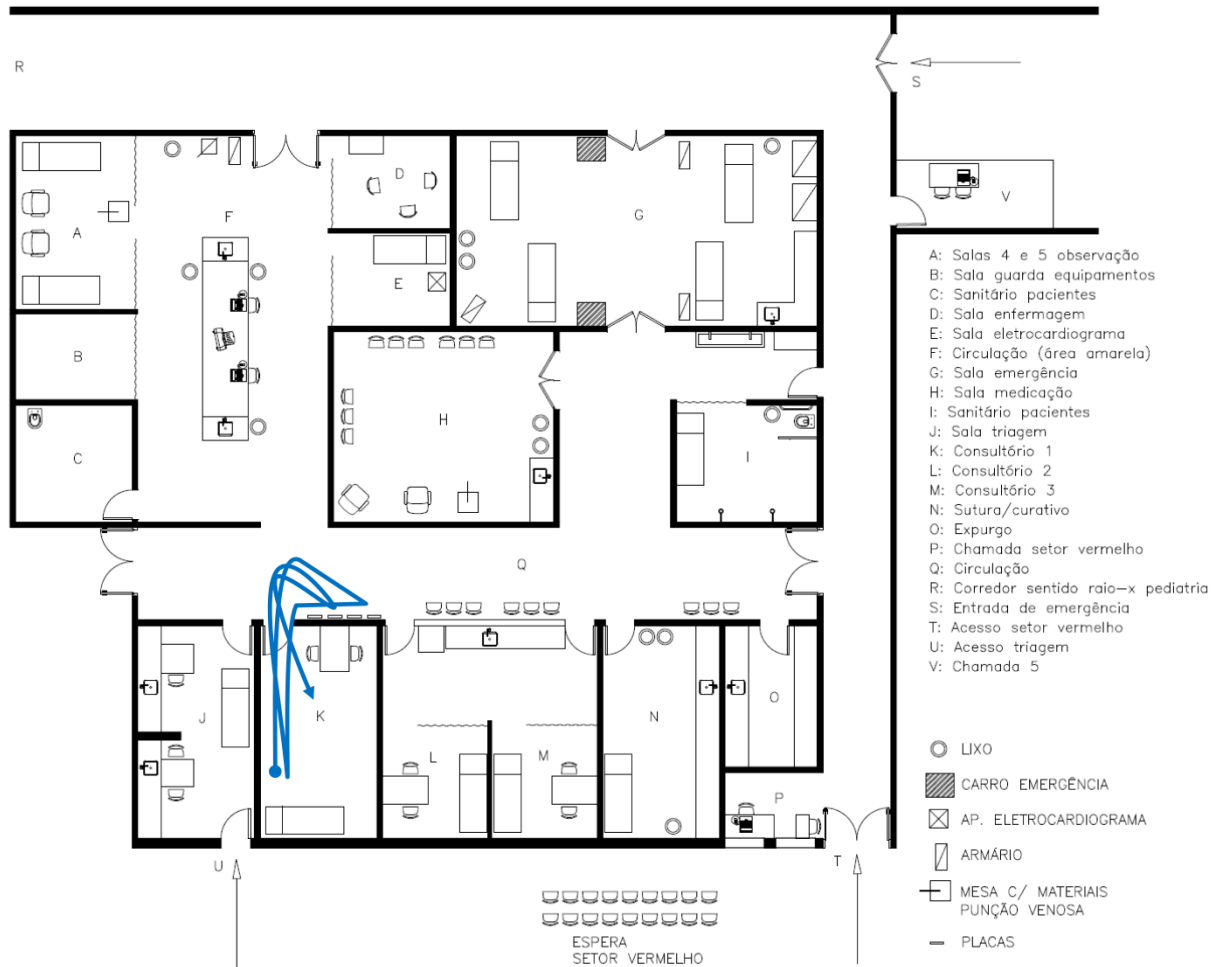 R
S
V
D
F
G
A
E
B
H
C
I
Q
J
K
L
M
N
O
P
U
T
ESPERA
SETOR VERMELHO
A: Salas 4 e 5 observação
B: Sala guarda equipamentos
C: Sanitário pacientes
D: Sala enfermagem
E: Sala eletrocardiograma
F: Circulação (área amarela)
G: Sala emergência
H: Sala medicação
I: Sanitário pacientes
J: Sala triagem
K: Consultório 1
L: Consultório 2
M: Consultório 3
N: Sutura/curativo
O: Expurgo
P: Chamada setor vermelho
Q: Circulação
R: Corredor sentido raio-x pediatria
S: Entrada de emergência
T: Acesso setor vermelho
U: Acesso triagem
V: Chamada 5
LIXO
CARRO EMERGÊNCIA
AP. ELETROCARDIOGRAMA
ARMÁRIO
MESA C/ MATERIAIS
PUNÇÃO VENOSA
PLACAS